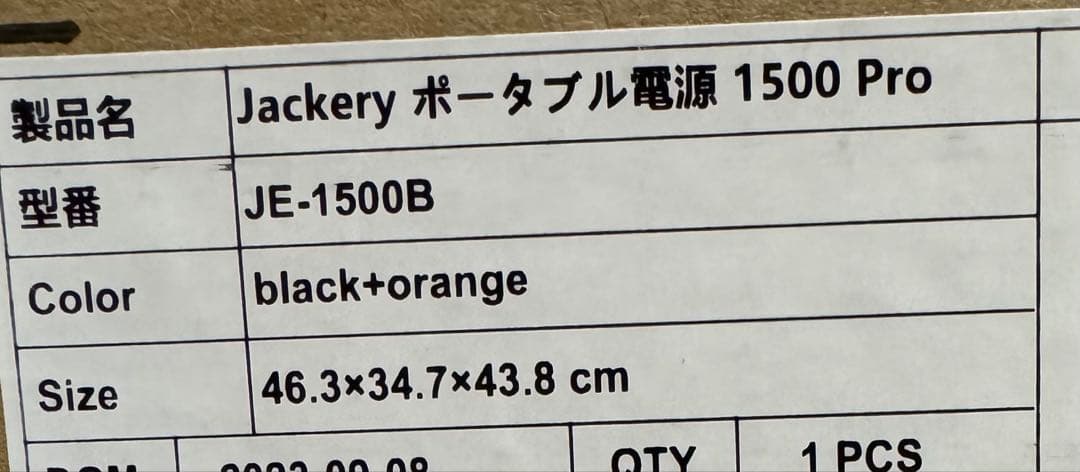 製品名 Jackery ポータブル電源 1500 Pro
型番 JE-1500B
Color black+orange
Size 46.3×34.7×43.8 cm
QTY 1 PCS